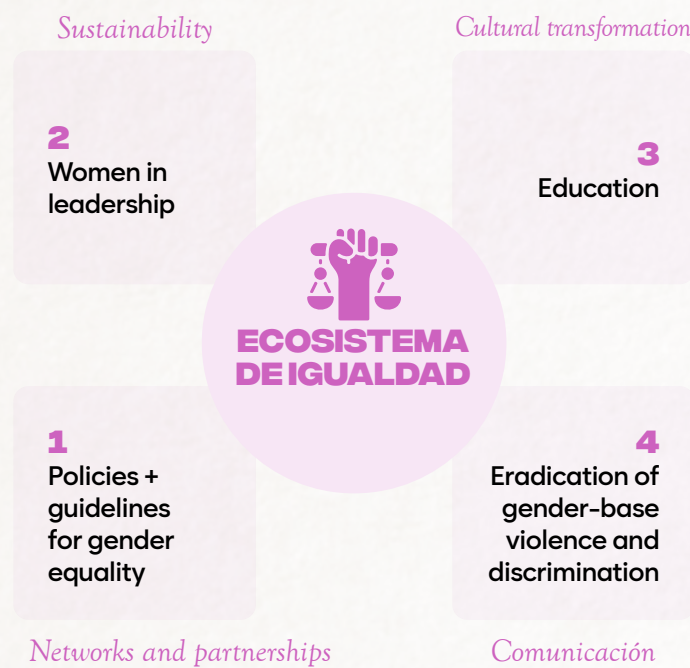 Sustainability
Cultural transformation
2
Women in
leadership
3
Education
ECOSISTEMA
DE IGUALDAD
1
Policies +
guidelines
for gender
equality
4
Eradication of
gender-base
violence and
discrimination
Networks and partnerships
Comunicación